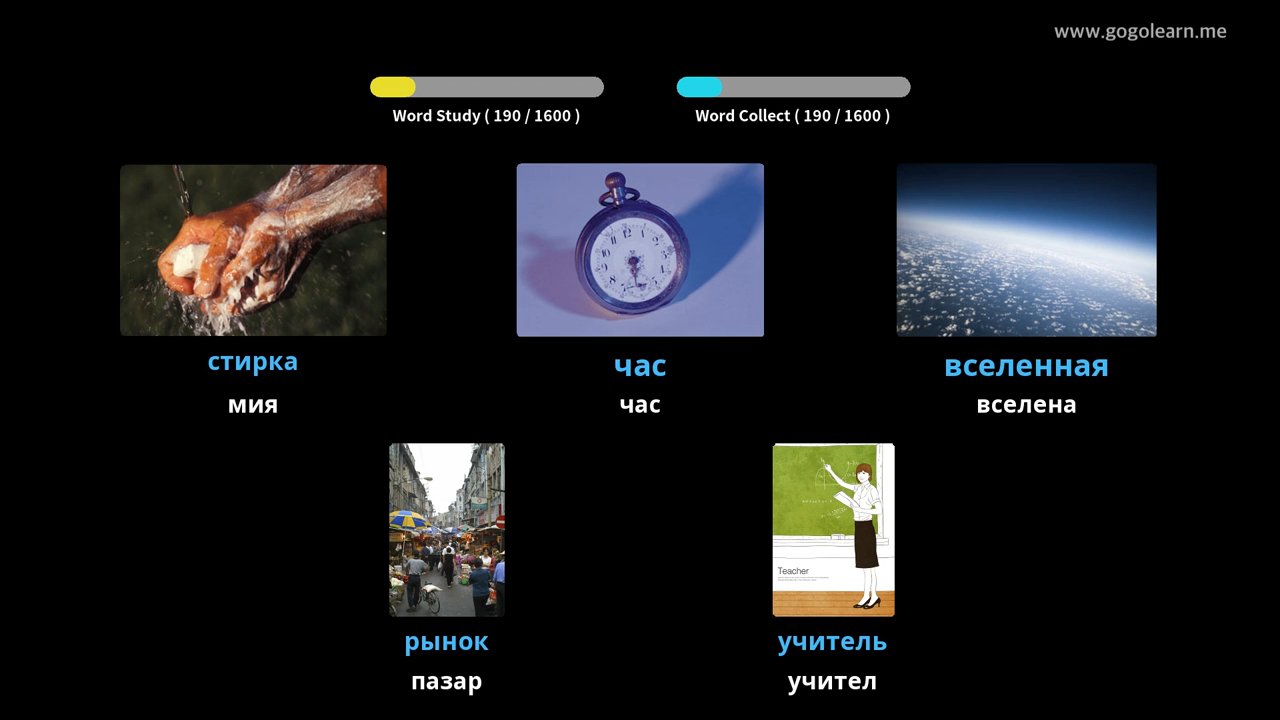 www.gogolearn.me
Word Study ( 190 / 1600 )
Word Collect ( 190 / 1600 )
стирка
мия
час
час
вселенная
вселена
Teacher
рынок
пазар
учитель
учител